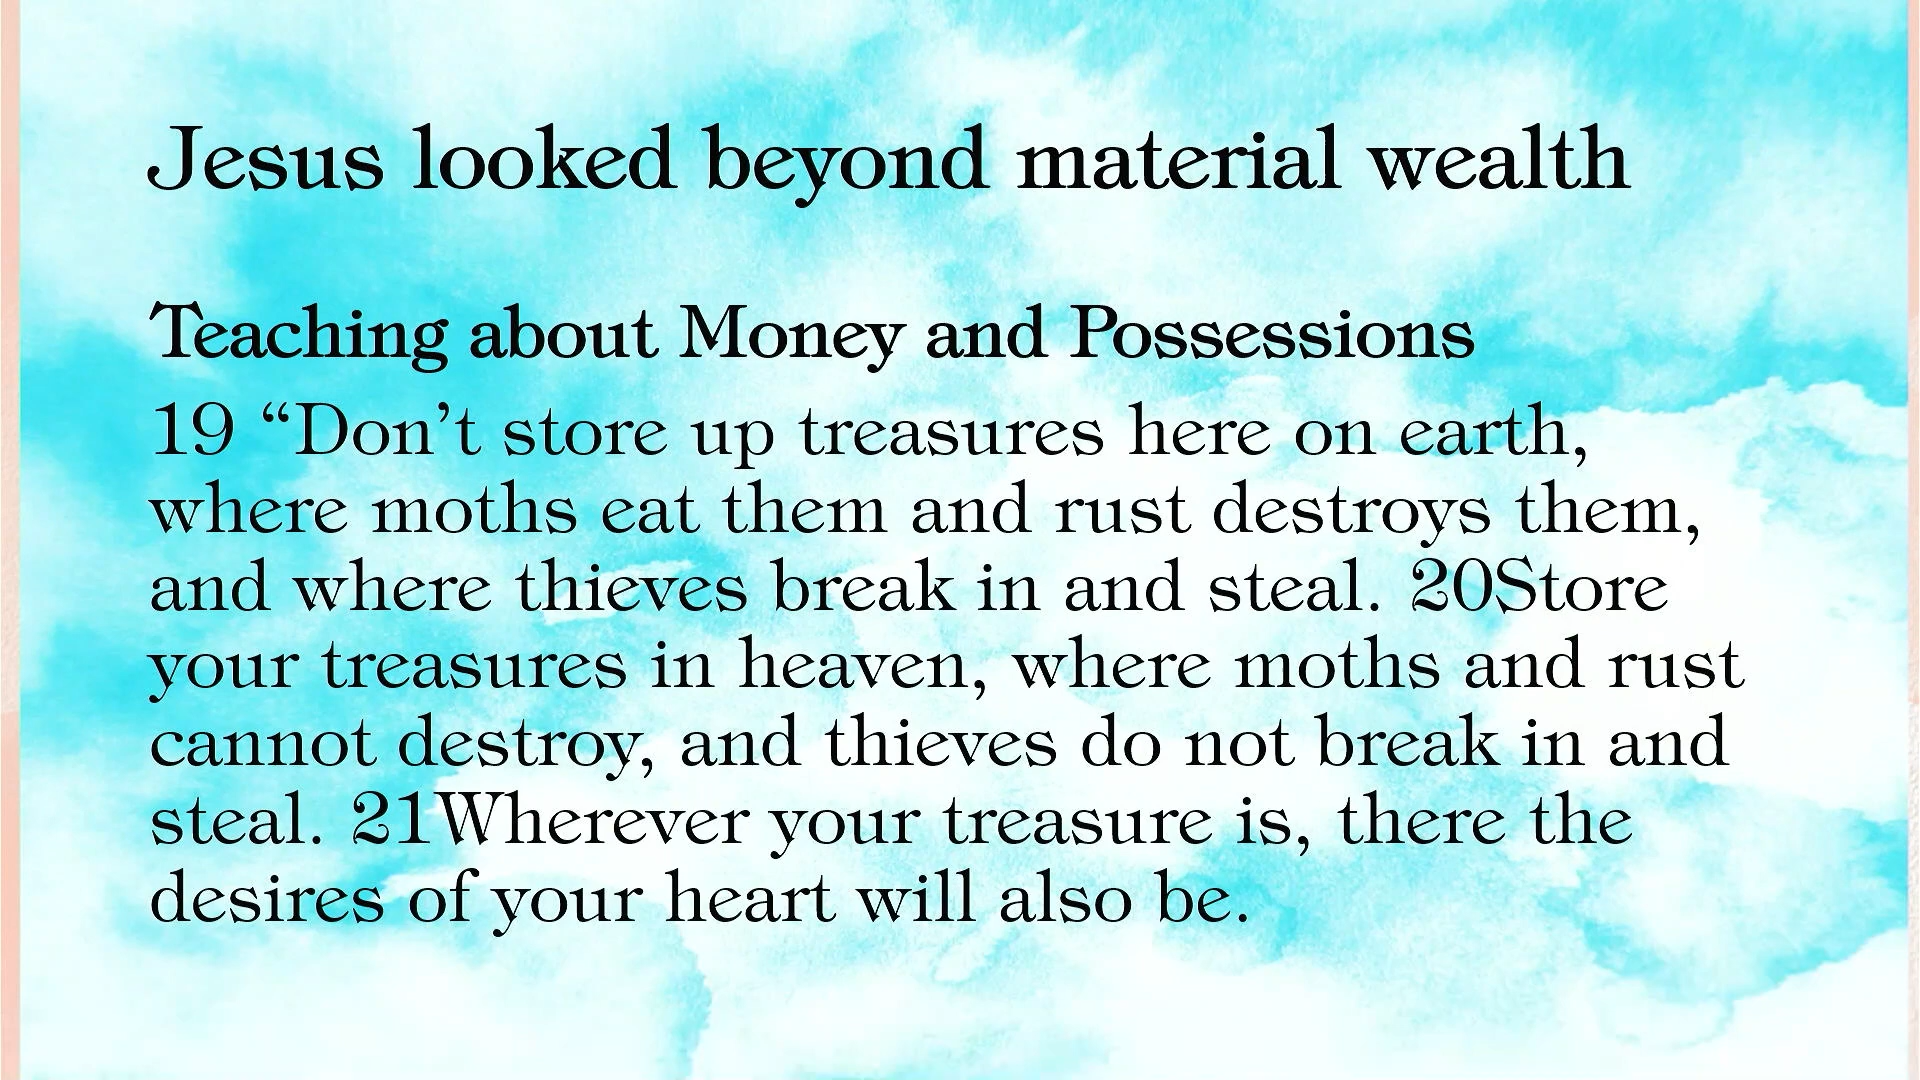 Jesus looked beyond material wealth
Teaching about Money and Possessions
19 “Don’t store up treasures here on earth,
where moths eat them and rust destroys them,
and where thieves break in and steal. 20Store
your treasures in heaven, where moths and rust
cannot destroy, and thieves do not break in and
steal. 21Wherever your treasure is, there the
desires of your heart will also be.